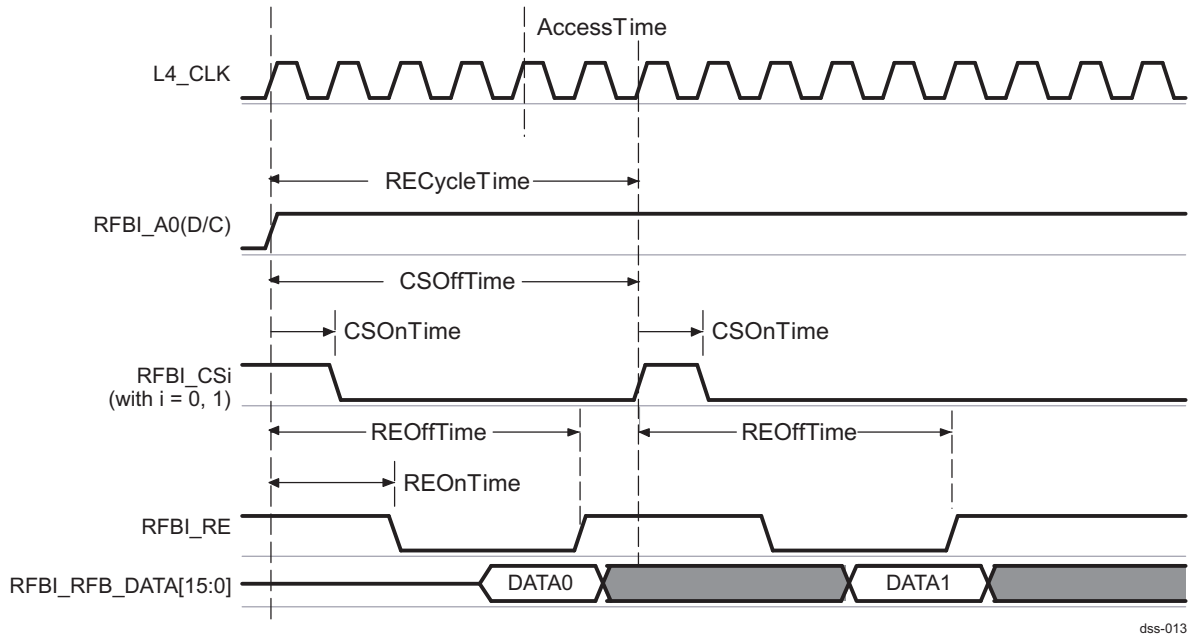 AccessTime
L4_CLK
RECycleTime
RFBI_A0(D/C)
CSOffTime
CSOnTime
CSOnTime
RFBI_CSi
(with i = 0, 1)
REOffTime
REOffTime
REOnTime
RFBI_RE
RFBI_RFB_DATA[15:0]
DATA0
DATA1
dss-013